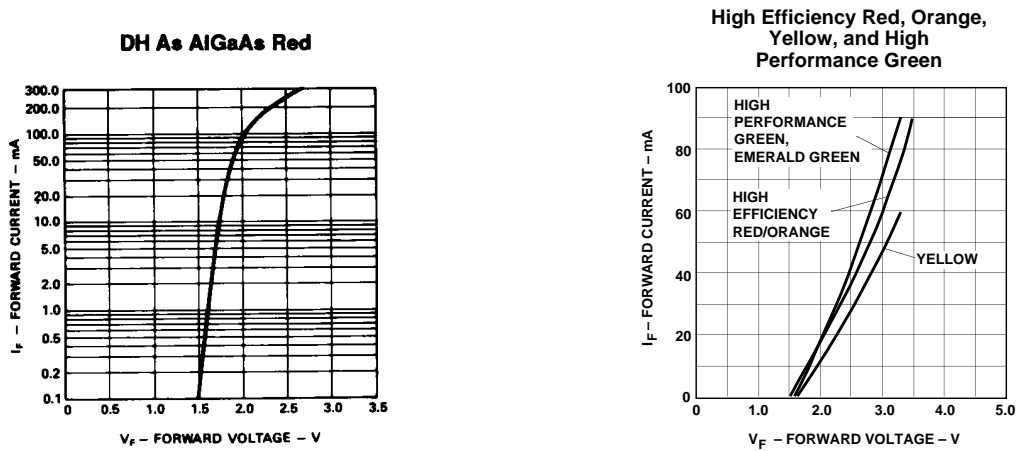 DH As AlGaAs Red
300.0
200.0
100.0
50.0
20.0
10.0
5.0
2.0
1.0
0.5
0.2
0.1
IF – FORWARD CURRENT – mA
0 0.5 1.0 1.5 2.0 2.5 3.0 3.5
VF – FORWARD VOLTAGE – V
High Efficiency Red, Orange,
Yellow, and High
Performance Green
100
80
60
40
20
0
IF – FORWARD CURRENT – mA
HIGH
PERFORMANCE
GREEN,
EMERALD GREEN
HIGH
EFFICIENCY
RED/ORANGE
YELLOW
0 1.0 2.0 3.0 4.0 5.0
VF – FORWARD VOLTAGE – V